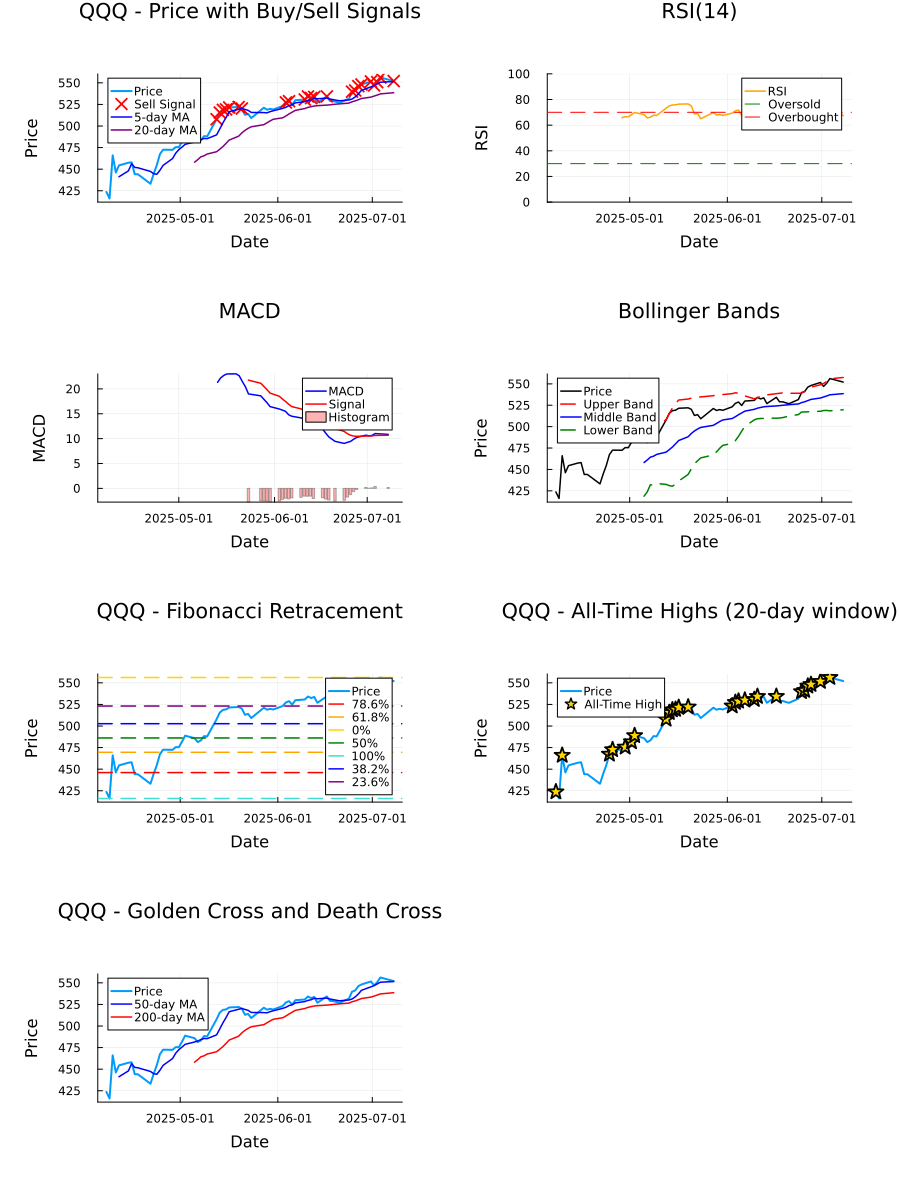 QQQ - Price with Buy/Sell Signals
Price
550
525
500
475
450
425
Price
Sell Signal
5-day MA
20-day MA
2025-05-01
2025-06-01
2025-07-01
Date
RSI(14)
RSI
100
80
60
40
20
0
RSI
Oversold
Overbought
2025-05-01
2025-06-01
2025-07-01
Date
MACD
MACD
20
15
10
5
0
MACD
Signal
Histogram
2025-05-01
2025-06-01
2025-07-01
Date
Bollinger Bands
Price
550
525
500
475
450
425
Price
Upper Band
Middle Band
Lower Band
2025-05-01
2025-06-01
2025-07-01
Date
QQQ - Fibonacci Retracement
Price
550
525
500
475
450
425
Price
78.6%
61.8%
0%
50%
100%
38.2%
23.6%
2025-05-01
2025-06-01
2025-07-01
Date
QQQ - All-Time Highs (20-day window)
Price
550
525
500
475
450
425
Price
All-Time High
2025-05-01
2025-06-01
2025-07-01
Date
QQQ - Golden Cross and Death Cross
Price
550
525
500
475
450
425
Price
50-day MA
200-day MA
2025-05-01
2025-06-01
2025-07-01
Date